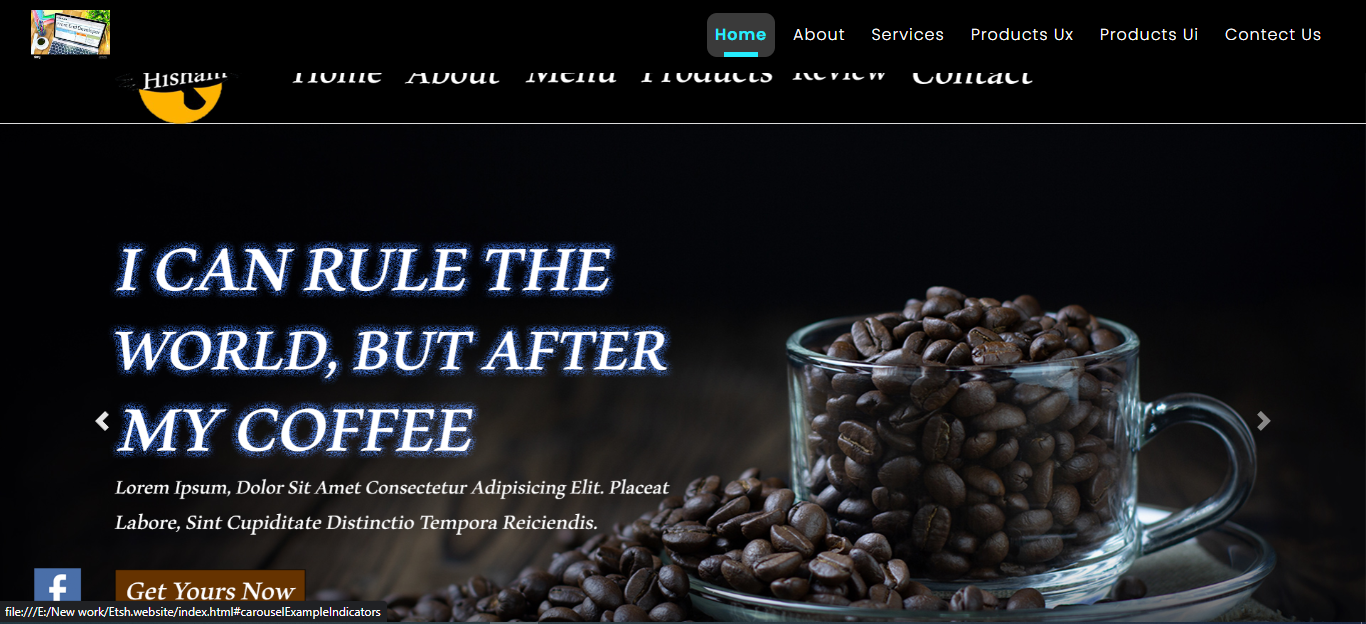 Home About Services Products Ux Products Ui Contect Us
Hisham Home About Menu Products Review Contact
I CAN RULE THE
WORLD, BUT AFTER
MY COFFEE
Lorem Ipsum, Dolor Sit Amet Consectetur Adipisicing Elit. Placeat
Labore, Sint Cupiditate Distinctio Tempora Reiciendis.
f
Get Yours Now
file:///E:/New work/Etsh.website/index.html#carouselExampleIndicators